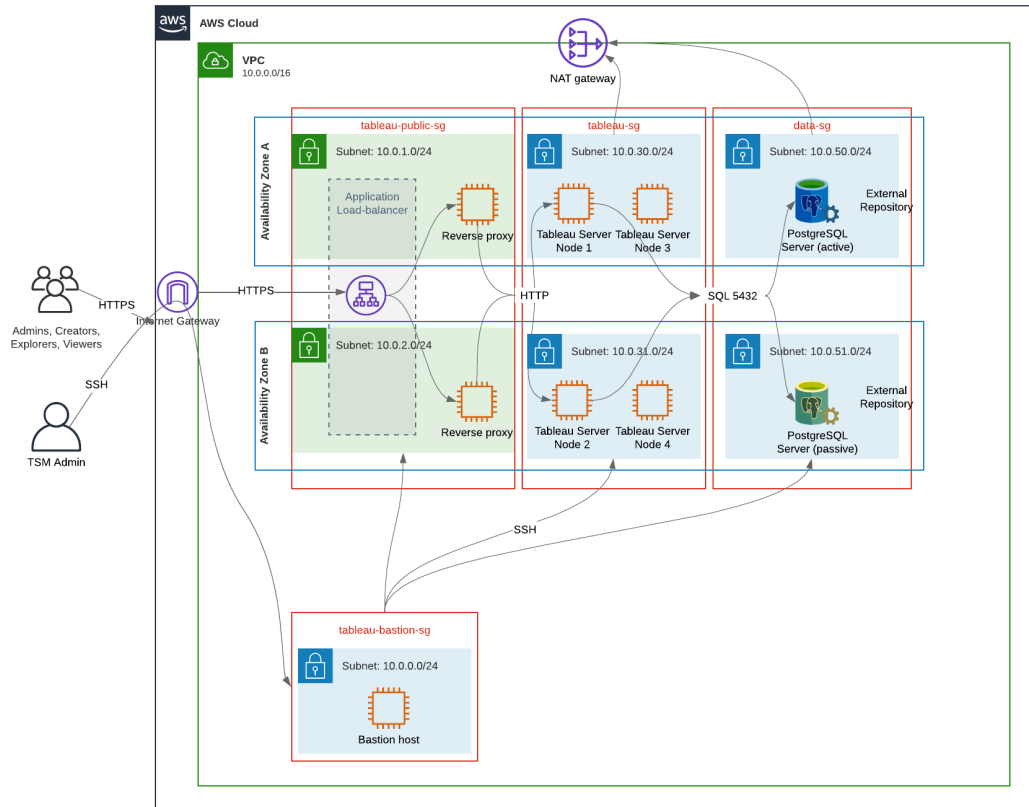 aws
AWS Cloud
VPC
10.0.0.0/16
NAT gateway
tableau-public-sg
tableau-sg
data-sg
Availability Zone A
Subnet: 10.0.1.0/24
Subnet: 10.0.30.0/24
Subnet: 10.0.50.0/24
Application
Load-balancer
Reverse proxy
Tableau Server
Node 1
Tableau Server
Node 3
External
Repository
PostgreSQL
Server (active)
HTTPS
HTTPS
HTTP
SQL 5432
Internet Gateway
Admins, Creators,
Explorers, Viewers
SSH
TSM Admin
Availability Zone B
Subnet: 10.0.2.0/24
Subnet: 10.0.31.0/24
Subnet: 10.0.51.0/24
Reverse proxy
Tableau Server
Node 2
Tableau Server
Node 4
External
Repository
PostgreSQL
Server (passive)
SSH
tableau-bastion-sg
Subnet: 10.0.0.0/24
Bastion host